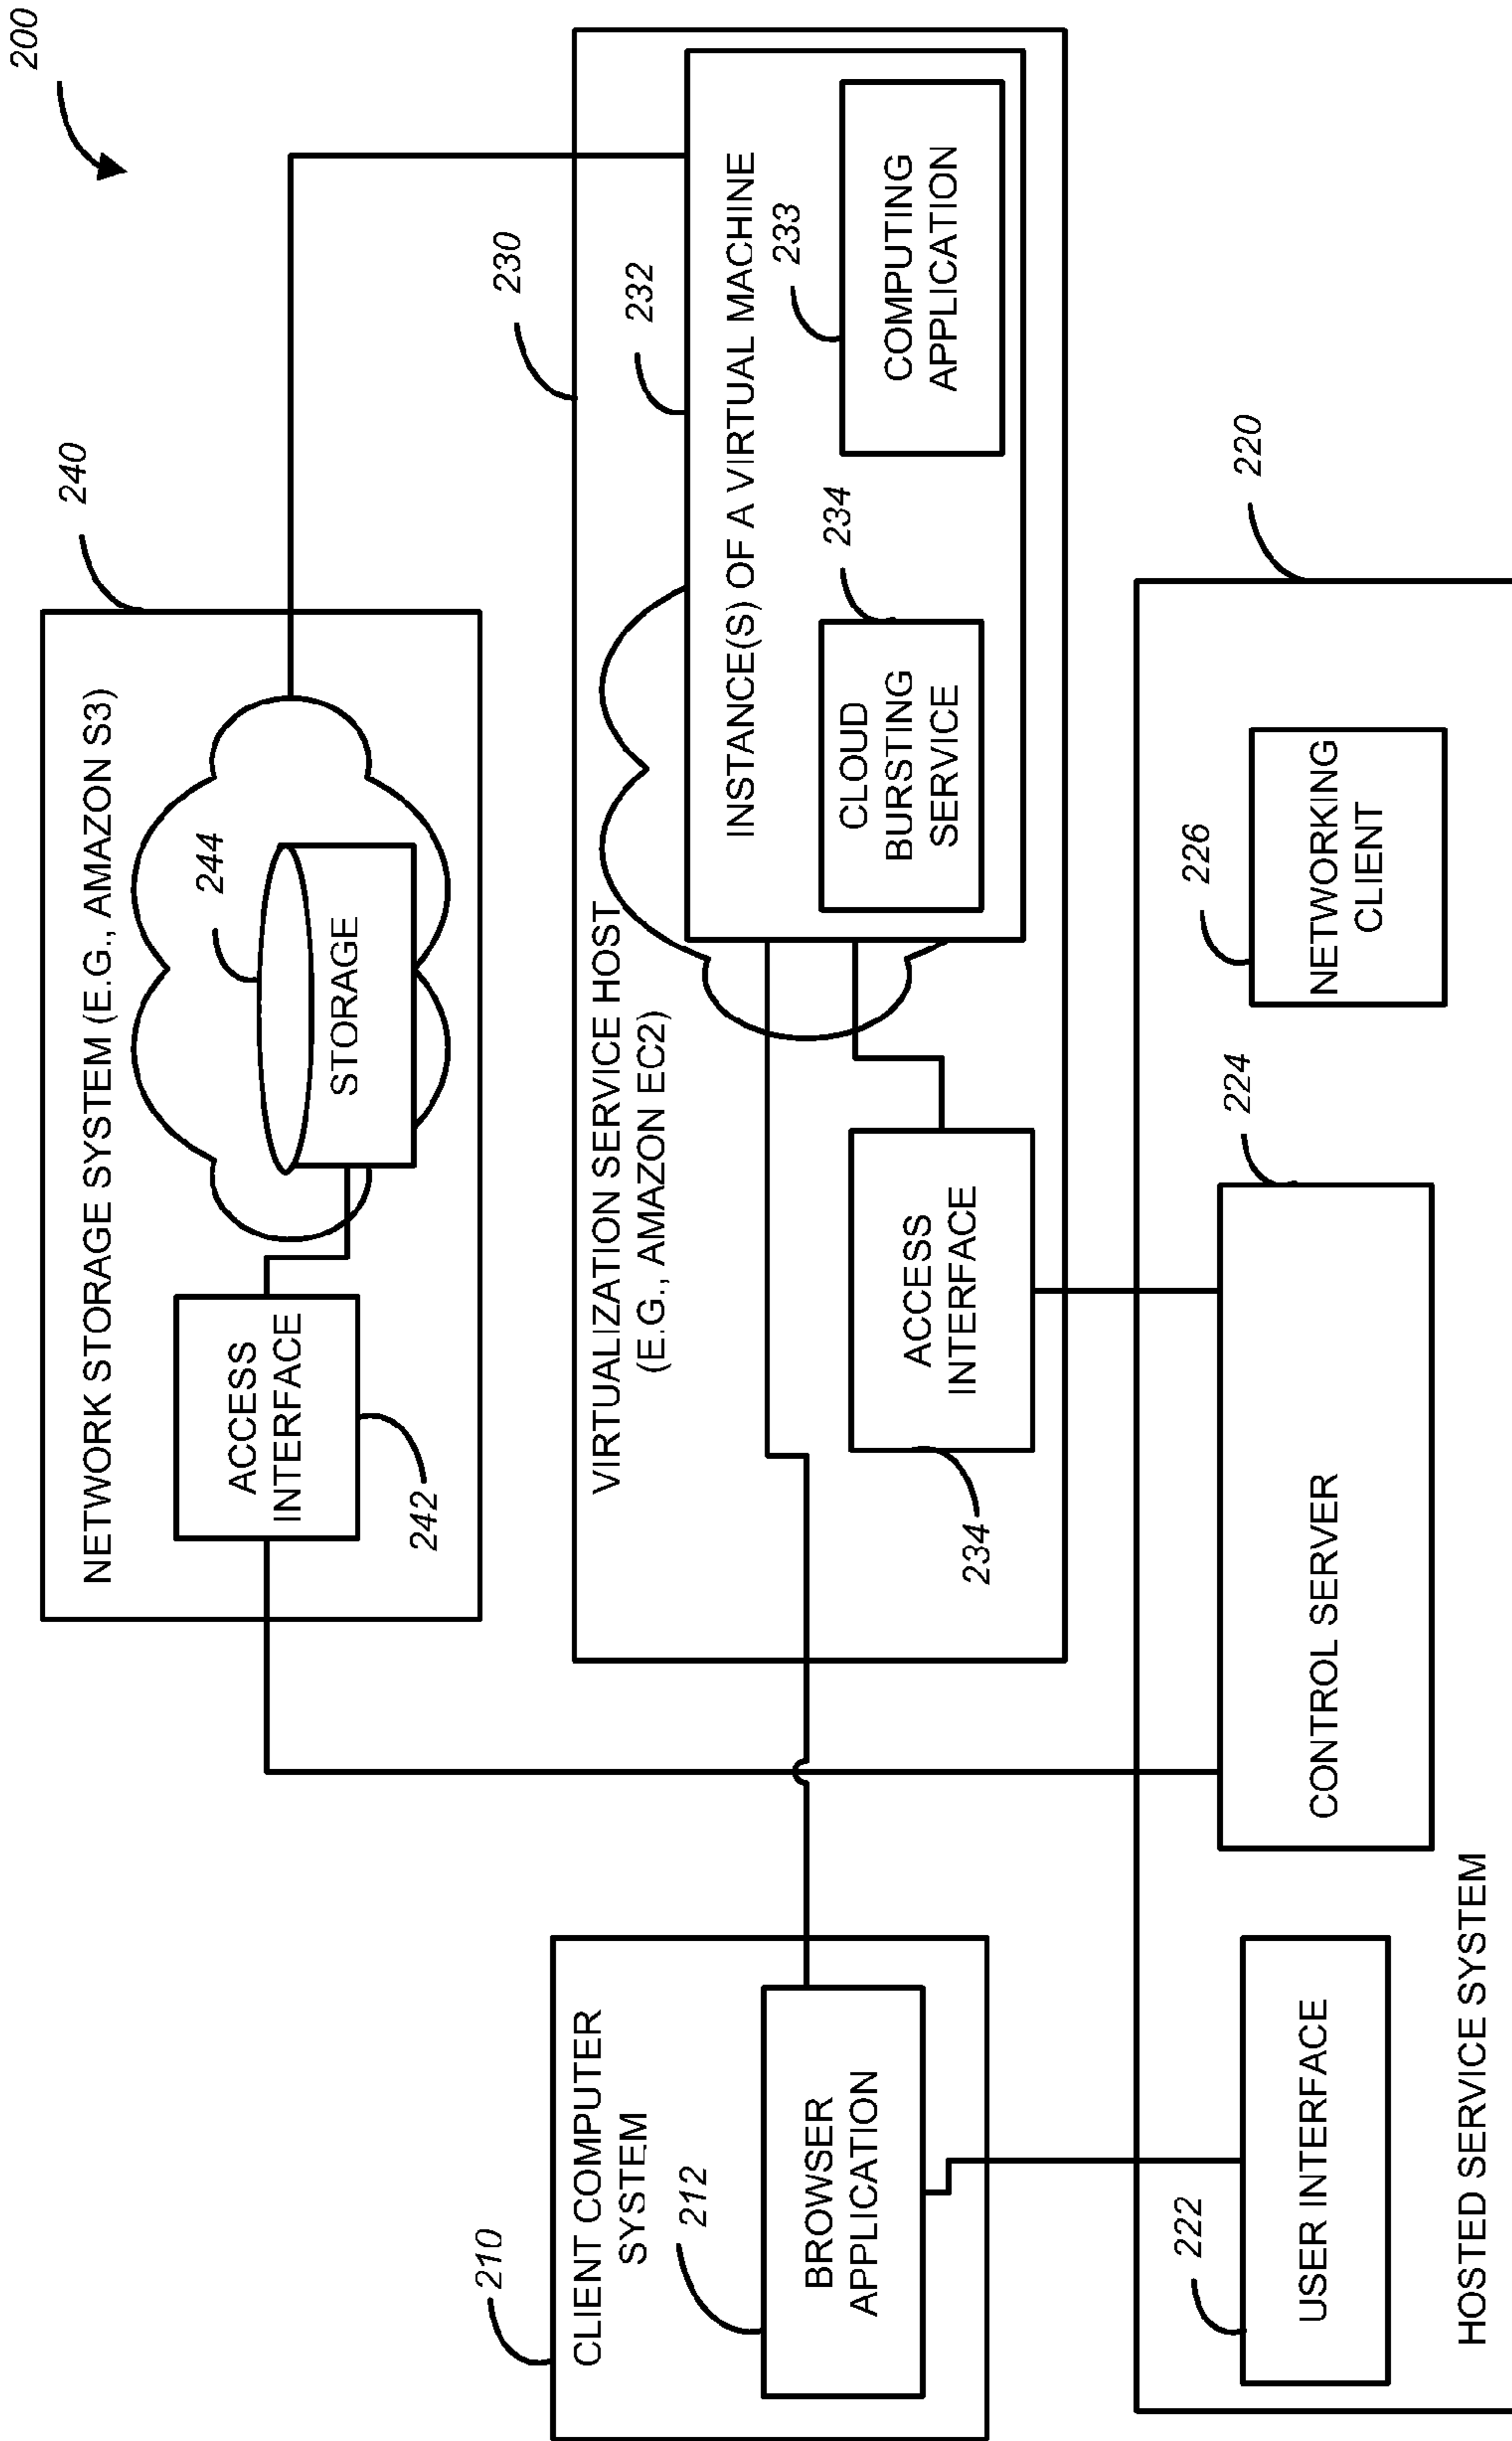 200
240
NETWORK STORAGE SYSTEM (E.G., AMAZON S3)
244
STORAGE
ACCESS
INTERFACE
242
230
232
VIRTUALIZATION SERVICE HOST
(E.G., AMAZON EC2)
INSTANCE(S) OF A VIRTUAL MACHINE
233
COMPUTING
APPLICATION
234
CLOUD
BURSTING
SERVICE
ACCESS
INTERFACE
234
210
CLIENT COMPUTER
SYSTEM
212
BROWSER
APPLICATION
220
222
USER INTERFACE
224
CONTROL SERVER
226
NETWORKING
CLIENT
HOSTED SERVICE SYSTEM